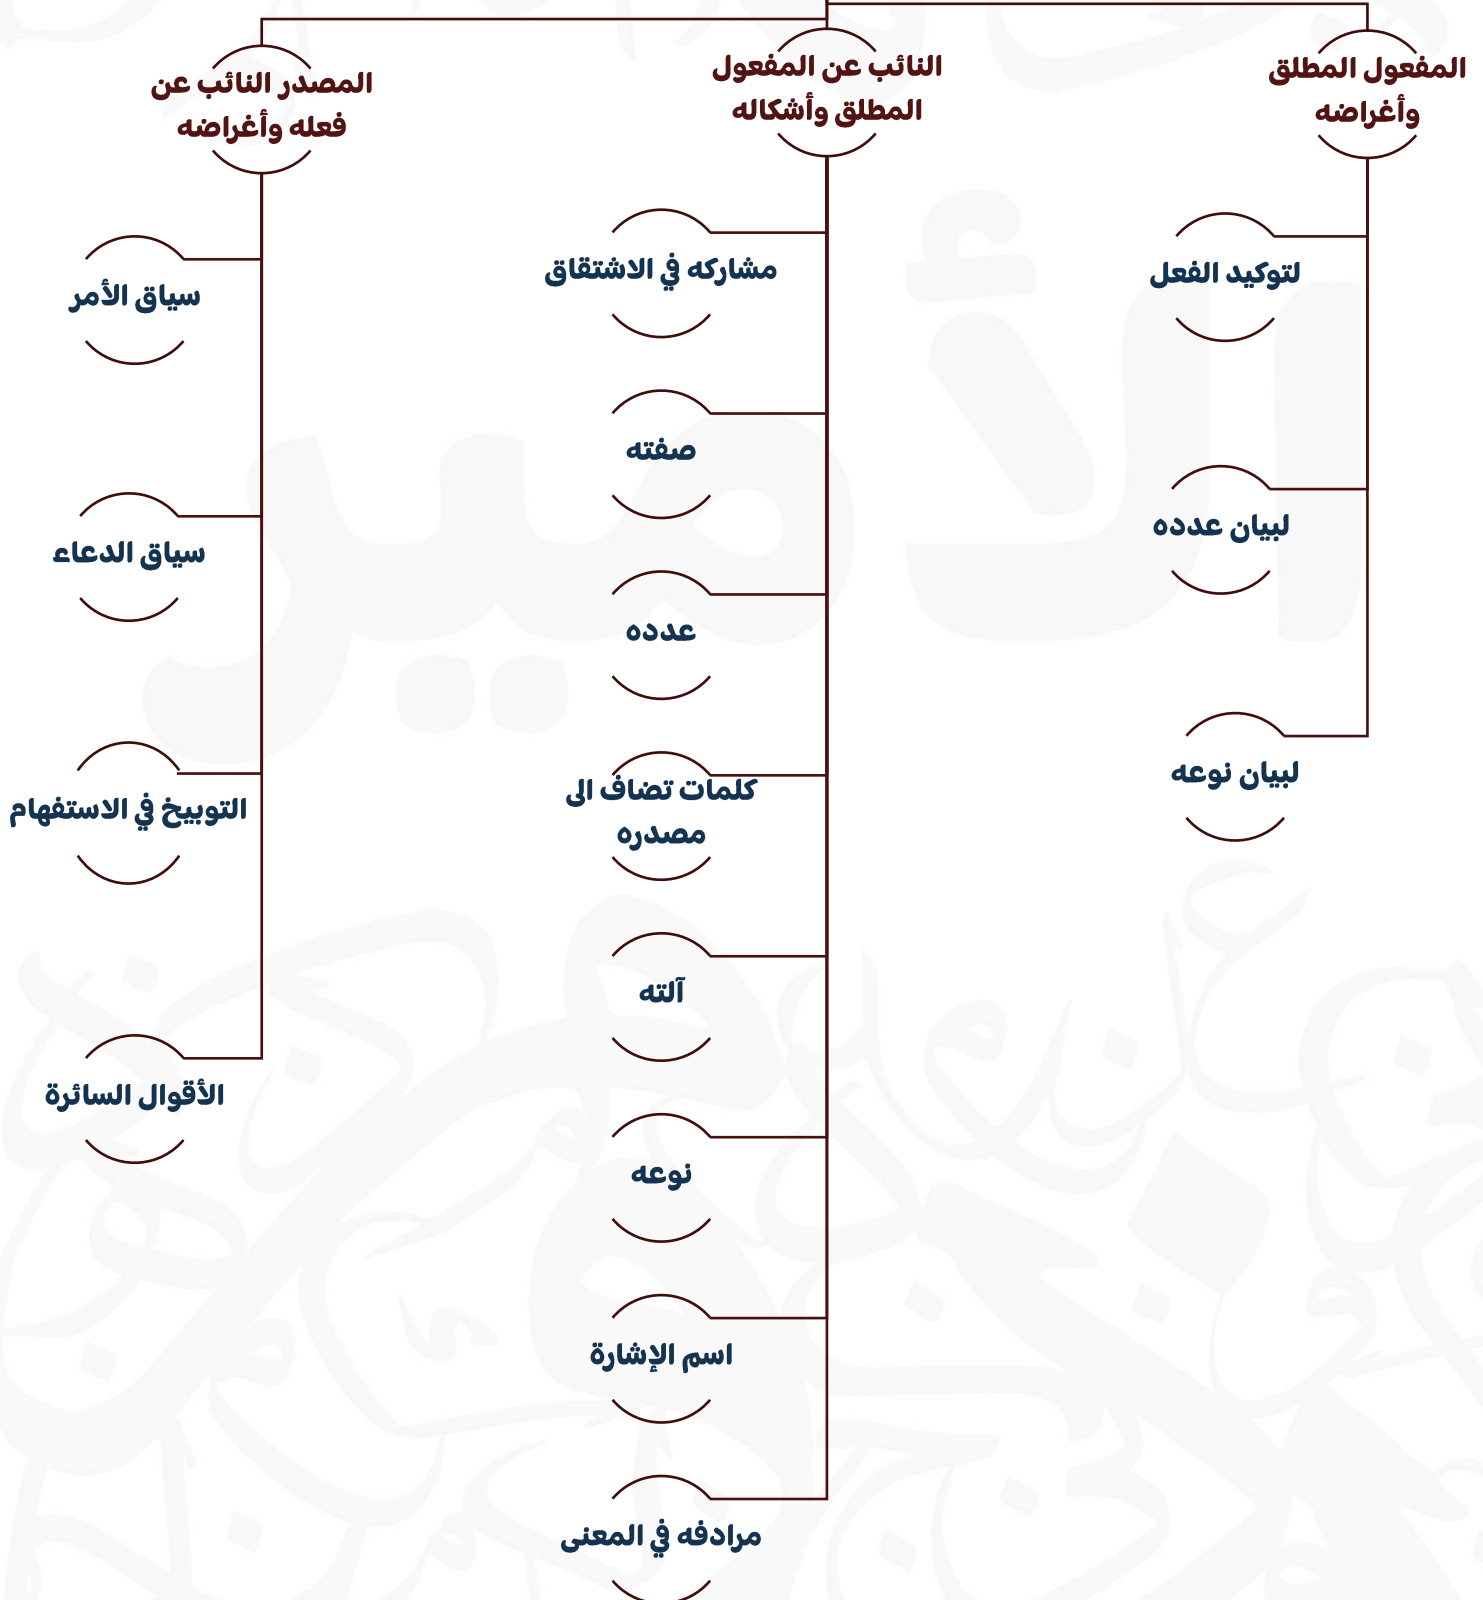 المفعول المطلق
وأغراضه
لتوكيد الفعل
لبيان عدده
لبيان نوعه
النائب عن المفعول
المطلق وأشكاله
مشاركه في الاشتقاق
صفته
عدده
كلمات تضاف الى
مصدره
آلته
نوعه
اسم الإشارة
مرادفه في المعنى
المصدر النائب عن
فعله وأغراضه
سياق الأمر
سياق الدعاء
التوبيخ في الاستفهام
الأقوال السائرة
الأمير